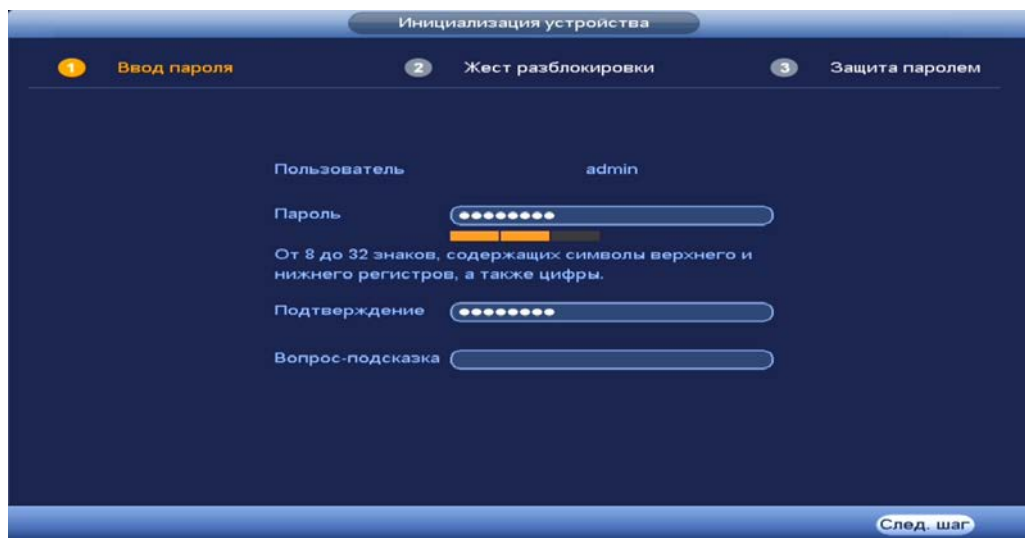 Инициализация устройства
1 Ввод пароля 2 Жест разблокировки 3 Защита паролем
Пользователь admin
Пароль ●●●●●●●●
От 8 до 32 знаков, содержащих символы верхнего и
нижнего регистров, а также цифры.
Подтверждение ●●●●●●●●
Вопрос-подсказка
След. шаг